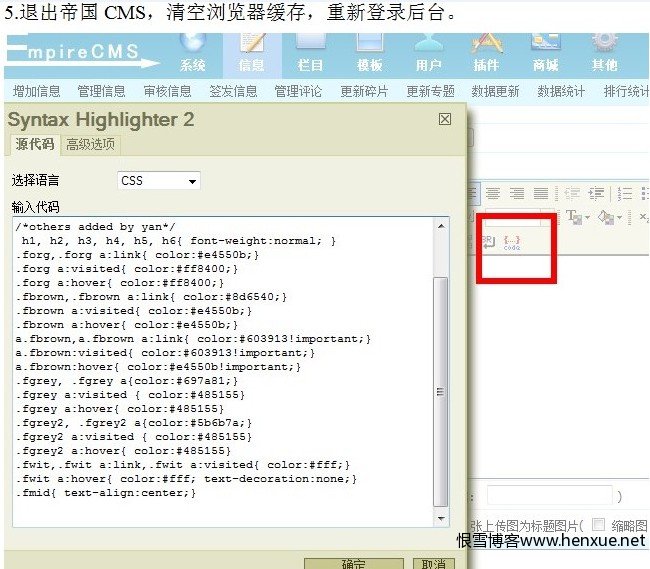 5.退出帝国 CMS，清空浏览器缓存，重新登录后台。
EmpireCMS
系统 信息 栏目 模板 用户 插件 商城 其他
增加信息 管理信息 审核信息 签发信息 管理评论 更新碎片 更新专题 数据更新 数据统计 排行统计
Syntax Highlighter 2
源代码 高级选项
选择语言 CSS
输入代码
/*others added by yan*/
h1, h2, h3, h4, h5, h6{ font-weight:normal; }
.forg,.forg a:link{ color:#e4550b;}
.forg a:visited{ color:#ff8400;}
.forg a:hover{ color:#ff8400;}
.fbrown,.fbrown a:link{ color:#8d6540;}
.fbrown a:visited{ color:#e4550b;}
.fbrown a:hover{ color:#e4550b;}
a.fbrown,a.fbrown a:link{ color:#603913!important;}
a.fbrown:visited{ color:#603913!important;}
a.fbrown:hover{ color:#e4550b!important;}
.fgrey, .fgrey a{color:#697a81;}
.fgrey a:visited { color:#485155}
.fgrey a:hover{ color:#485155}
.fgrey2, .fgrey2 a{color:#5b6b7a;}
.fgrey2 a:visited { color:#485155}
.fgrey2 a:hover{ color:#485155}
.fwit,.fwit a:link,.fwit a:visited{ color:#fff;}
.fwit a:hover{ color:#fff; text-decoration:none;}
.fmid{ text-align:center;}
{...}
code
: )
张上传图为标题图片( 缩略图
恨雪博客www.henxue.net
确定 取消